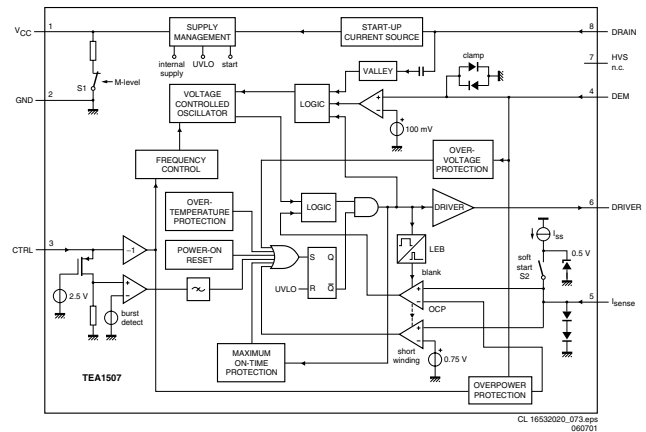 VCC 1
SUPPLY
MANAGEMENT
START-UP
CURRENT SOURCE
8
DRAIN
internal
supply
UVLO
start
VALLEY
clamp
7
HVS
n.c.
S1
M-level
GND 2
VOLTAGE
CONTROLLED
OSCILLATOR
LOGIC
+
−
4
DEM
+
100 mV
FREQUENCY
CONTROL
OVER-
VOLTAGE
PROTECTION
OVER-
TEMPERATURE
PROTECTION
LOGIC
DRIVER
6
DRIVER
CTRL 3
−1
POWER-ON
RESET
S
Q
UVLO
R
Q̅
LEB
blank
soft
start
S2
Iss
0.5 V
2.5 V
+
−
burst
detect
+
−
OCP
5
Isense
+
−
short
winding
+
0.75 V
MAXIMUM
ON-TIME
PROTECTION
TEA1507
OVERPOWER
PROTECTION
CL 16532020_073.eps
060701